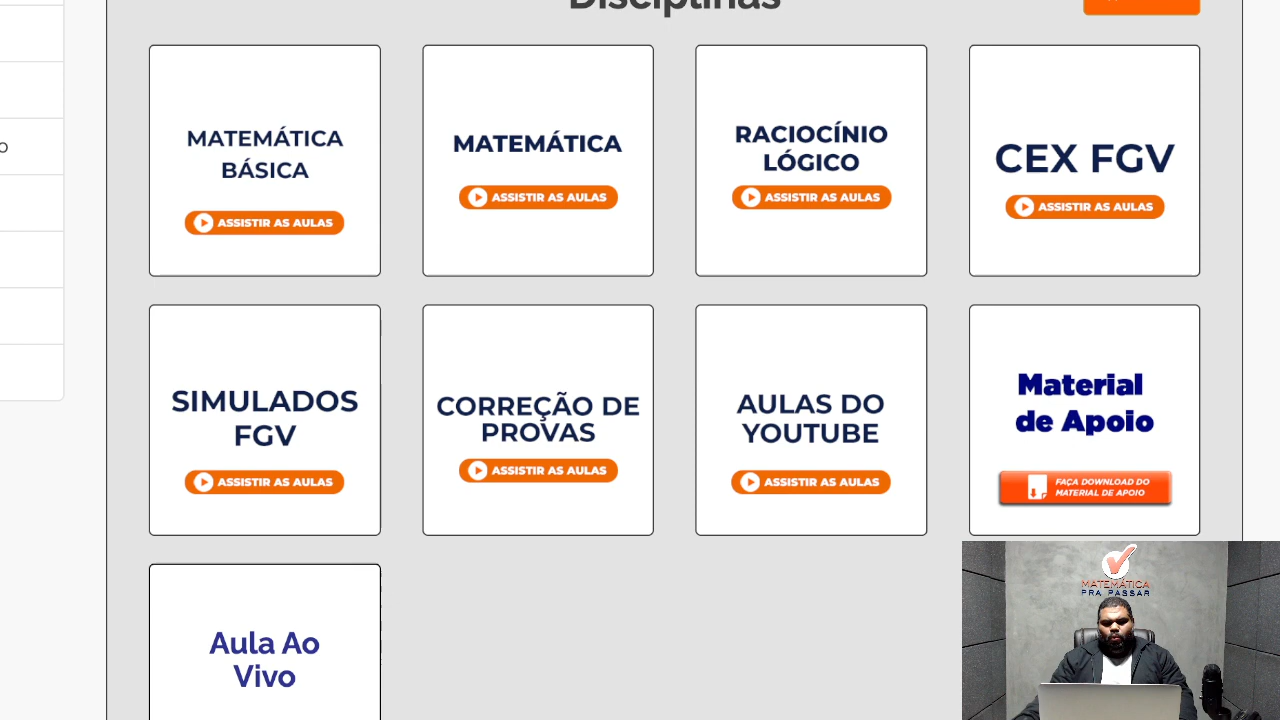 Disciplinas
MATEMÁTICA
BÁSICA
ASSISTIR AS AULAS
MATEMÁTICA
ASSISTIR AS AULAS
RACIOCÍNIO
LÓGICO
ASSISTIR AS AULAS
CEX FGV
ASSISTIR AS AULAS
SIMULADOS
FGV
ASSISTIR AS AULAS
CORREÇÃO DE
PROVAS
ASSISTIR AS AULAS
AULAS DO
YOUTUBE
ASSISTIR AS AULAS
Material
de Apoio
FAÇA DOWNLOAD DO
MATERIAL DE APOIO
Aula Ao
Vivo
MATEMÁTICA
PRA PASSAR